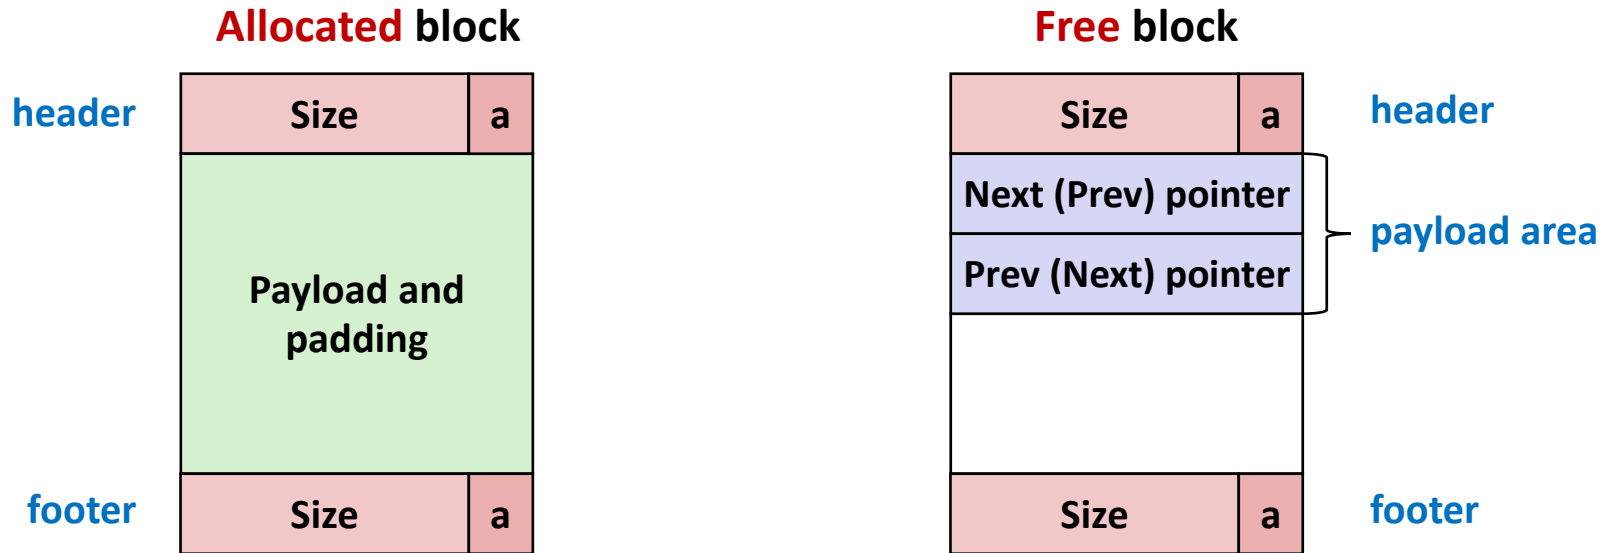 Allocated block
header
Size
a
Payload and
padding
footer
Size
a
Free block
Size
a
header
Next (Prev) pointer
Prev (Next) pointer
payload area
Size
a
footer